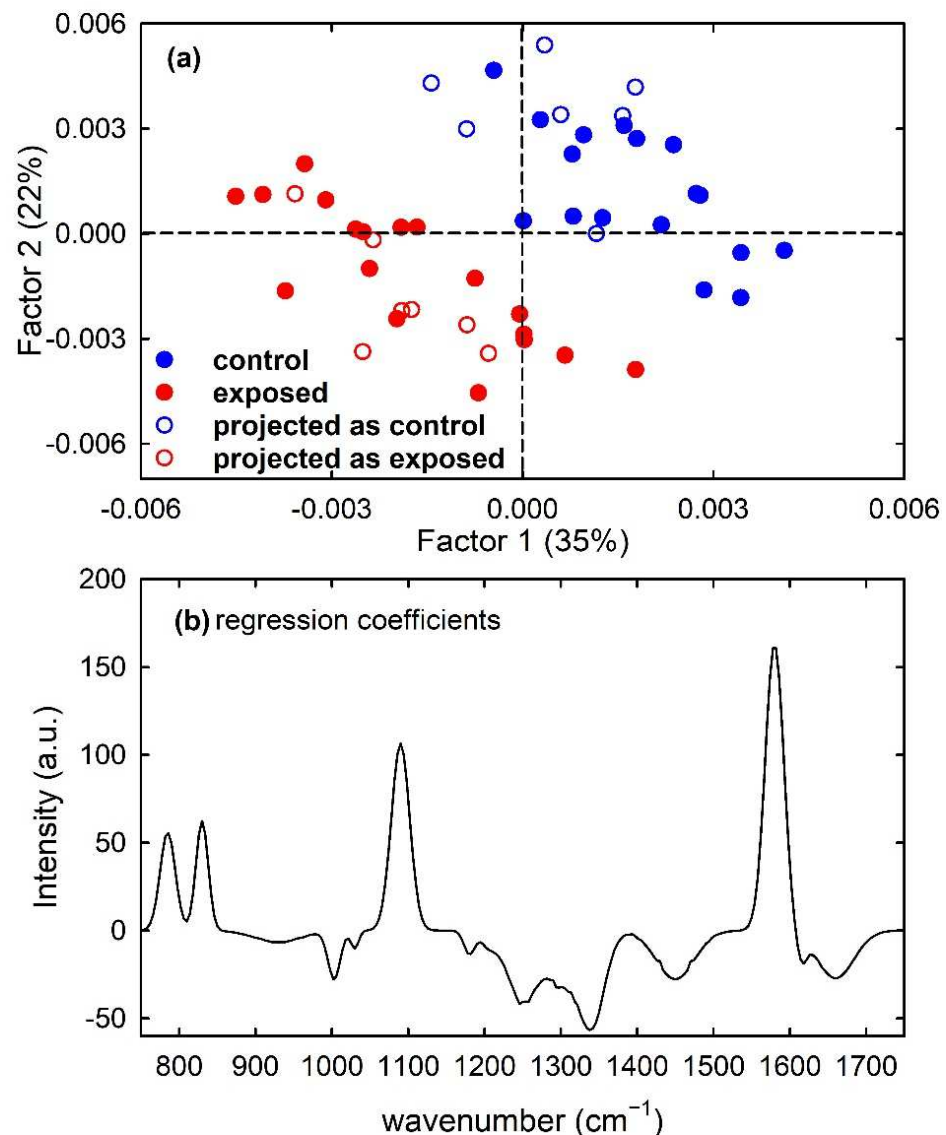 0.006
(a)
0.003
0.000
-0.003
-0.006
Factor 2 (22%)
control
exposed
projected as control
projected as exposed
-0.006 -0.003 0.000 0.003 0.006
Factor 1 (35%)
200
(b) regression coefficients
150
100
50
0
-50
Intensity (a.u.)
800 900 1000 1100 1200 1300 1400 1500 1600 1700
wavenumber (cm⁻¹)